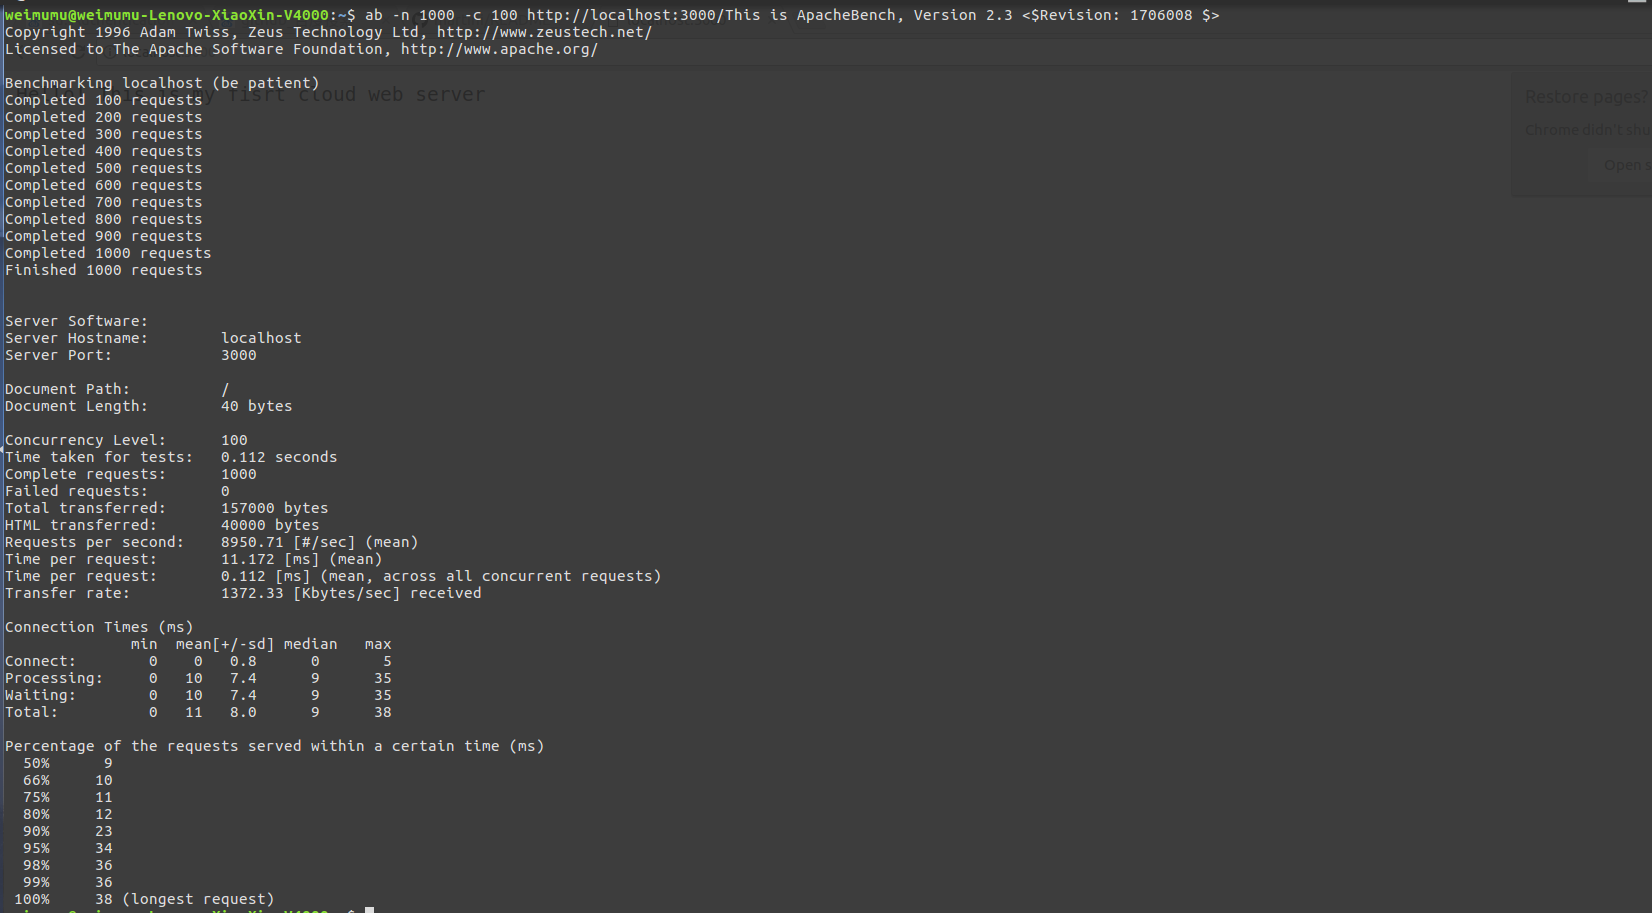 weimumu@weimumu-Lenovo-XiaoXin-V4000:~$ ab -n 1000 -c 100 http://localhost:3000/This is ApacheBench, Version 2.3 <$Revision: 1706008 $>
Copyright 1996 Adam Twiss, Zeus Technology Ltd, http://www.zeustech.net/
Licensed to The Apache Software Foundation, http://www.apache.org/
Benchmarking localhost (be patient)
my fisrt cloud web server
Restore pages?
Completed 100 requests
Completed 200 requests
Chrome didn't shu
Completed 300 requests
Completed 400 requests
Open s
Completed 500 requests
Completed 600 requests
Completed 700 requests
Completed 800 requests
Completed 900 requests
Completed 1000 requests
Finished 1000 requests
Server Software:
Server Hostname:        localhost
Server Port:            3000
Document Path:          /
Document Length:        40 bytes
Concurrency Level:      100
Time taken for tests:   0.112 seconds
Complete requests:      1000
Failed requests:        0
Total transferred:      157000 bytes
HTML transferred:       40000 bytes
Requests per second:    8950.71 [#/sec] (mean)
Time per request:       11.172 [ms] (mean)
Time per request:       0.112 [ms] (mean, across all concurrent requests)
Transfer rate:          1372.33 [Kbytes/sec] received
Connection Times (ms)
              min  mean[+/-sd] median   max
Connect:        0    0   0.8      0       5
Processing:     0   10   7.4      9      35
Waiting:        0   10   7.4      9      35
Total:          0   11   8.0      9      38
Percentage of the requests served within a certain time (ms)
  50%      9
  66%     10
  75%     11
  80%     12
  90%     23
  95%     34
  98%     36
  99%     36
 100%     38 (longest request)